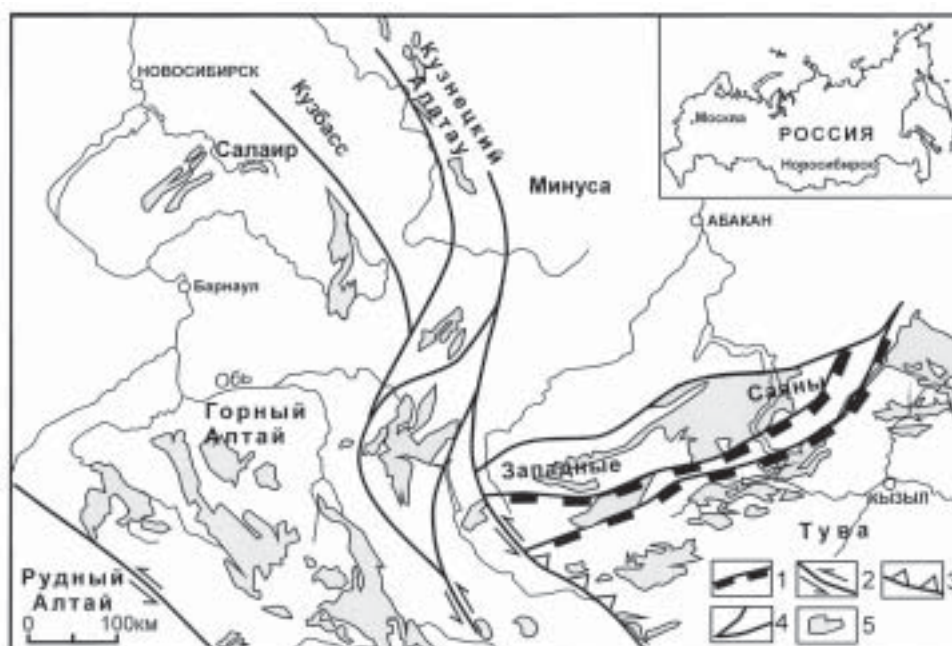 НОВОСИБИРСК
Кузбасс
Кузнецкий
Алатау
Салаир
Минуса
Москва
РОССИЯ
Новосибирск
АБАКАН
Барнаул
Обь
Горный
Алтай
Саяны
Западные
КЫЗЫЛ
Тува
Рудный
Алтай
0 100км
1 2 3
4 5